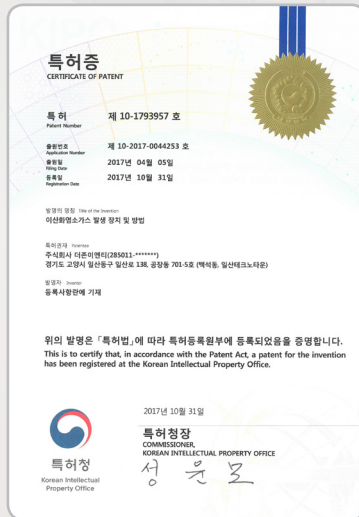 특허증
CERTIFICATE OF PATENT
특 허 제 10-1793957 호
Patent Number
출원번호 제 10-2017-0044253 호
Application Number
출원일 2017년 04월 05일
Filing Date
등록일 2017년 10월 31일
Registration Date
발명의 명칭 Title of the Invention
이산화염소가스 발생 장치 및 방법
특허권자 Patentee
주식회사 더존이엔티(285011-*******)
경기도 고양시 일산동구 일산로 138, 공장동 701-5호 (백석동, 일산테크노타운)
발명자 Inventor
등록사항란에 기재
위의 발명은 「특허법」에 따라 특허등록원부에 등록되었음을 증명합니다.
This is to certify that, in accordance with the Patent Act, a patent for the invention
has been registered at the Korean Intellectual Property Office.
2017년 10월 31일
특허청장
COMMISSIONER,
KOREAN INTELLECTUAL PROPERTY OFFICE
성 윤 모
특허청
Korean Intellectual
Property Office